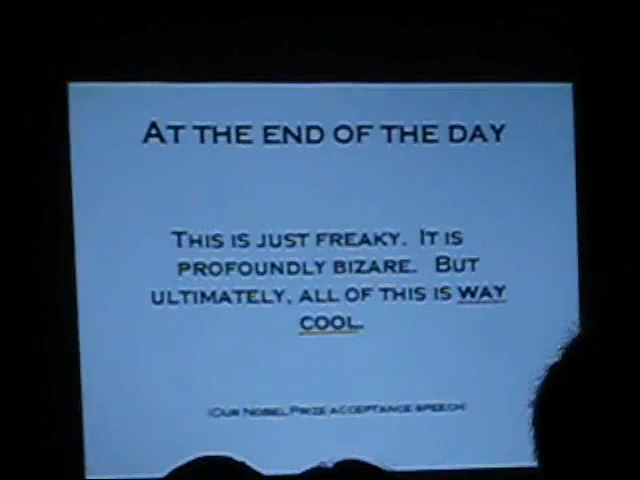 AT THE END OF THE DAY
THIS IS JUST FREAKY. IT IS
PROFOUNDLY BIZARE. BUT
ULTIMATELY, ALL OF THIS IS WAY
COOL.
(OUR NOBEL PRIZE ACCEPTANCE SPEECH)